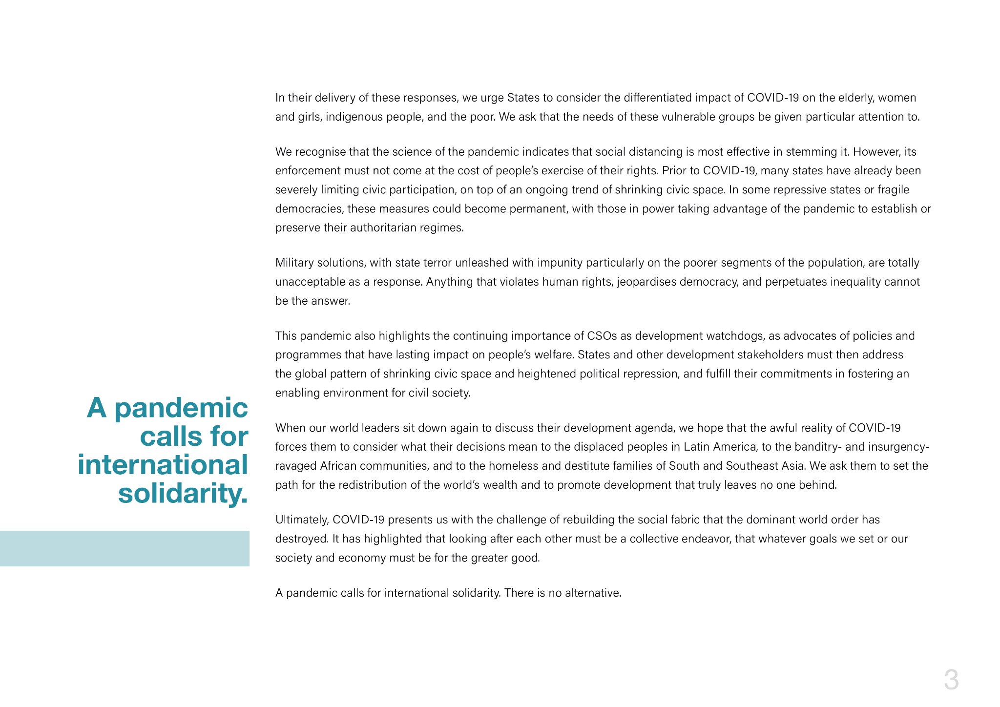 In their delivery of these responses, we urge States to consider the differentiated impact of COVID-19 on the elderly, women
and girls, indigenous people, and the poor. We ask that the needs of these vulnerable groups be given particular attention to.
We recognise that the science of the pandemic indicates that social distancing is most effective in stemming it. However, its
enforcement must not come at the cost of people’s exercise of their rights. Prior to COVID-19, many states have already been
severely limiting civic participation, on top of an ongoing trend of shrinking civic space. In some repressive states or fragile
democracies, these measures could become permanent, with those in power taking advantage of the pandemic to establish or
preserve their authoritarian regimes.
Military solutions, with state terror unleashed with impunity particularly on the poorer segments of the population, are totally
unacceptable as a response. Anything that violates human rights, jeopardises democracy, and perpetuates inequality cannot
be the answer.
This pandemic also highlights the continuing importance of CSOs as development watchdogs, as advocates of policies and
programmes that have lasting impact on people’s welfare. States and other development stakeholders must then address
the global pattern of shrinking civic space and heightened political repression, and fulfill their commitments in fostering an
enabling environment for civil society.
A pandemic
calls for
international
solidarity.
When our world leaders sit down again to discuss their development agenda, we hope that the awful reality of COVID-19
forces them to consider what their decisions mean to the displaced peoples in Latin America, to the banditry- and insurgency-
ravaged African communities, and to the homeless and destitute families of South and Southeast Asia. We ask them to set the
path for the redistribution of the world’s wealth and to promote development that truly leaves no one behind.
Ultimately, COVID-19 presents us with the challenge of rebuilding the social fabric that the dominant world order has
destroyed. It has highlighted that looking after each other must be a collective endeavor, that whatever goals we set or our
society and economy must be for the greater good.
A pandemic calls for international solidarity. There is no alternative.
3